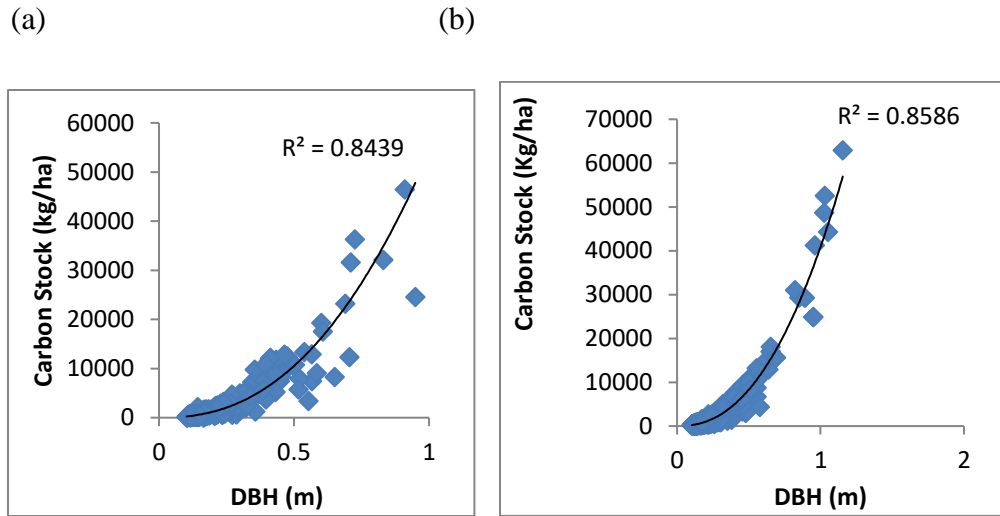 (a)
(b)
60000
50000
40000
30000
20000
10000
0
Carbon Stock (kg/ha)
R² = 0.8439
0
0.5
1
DBH (m)
70000
60000
50000
40000
30000
20000
10000
0
Carbon Stock (Kg/ha)
R² = 0.8586
0
1
2
DBH (m)